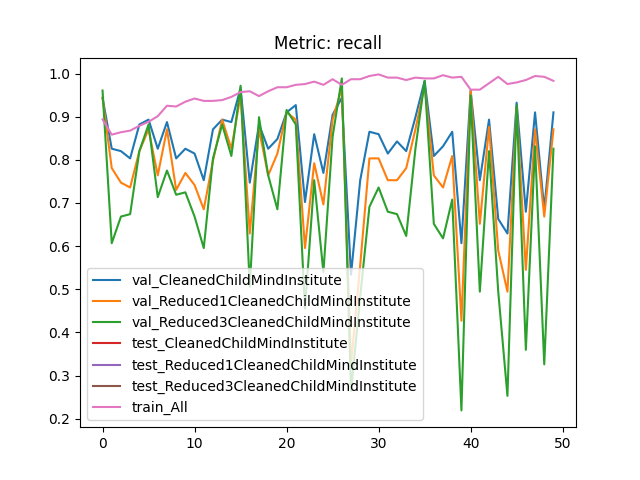 Metric: recall
1.0
0.9
0.8
0.7
0.6
0.5
0.4
0.3
0.2
val_CleanedChildMindInstitute
val_Reduced1CleanedChildMindInstitute
val_Reduced3CleanedChildMindInstitute
test_CleanedChildMindInstitute
test_Reduced1CleanedChildMindInstitute
test_Reduced3CleanedChildMindInstitute
train_All
0 10 20 30 40 50